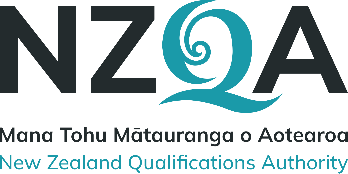 NZQA
Mana Tohu Mātauranga o Aotearoa
New Zealand Qualifications Authority